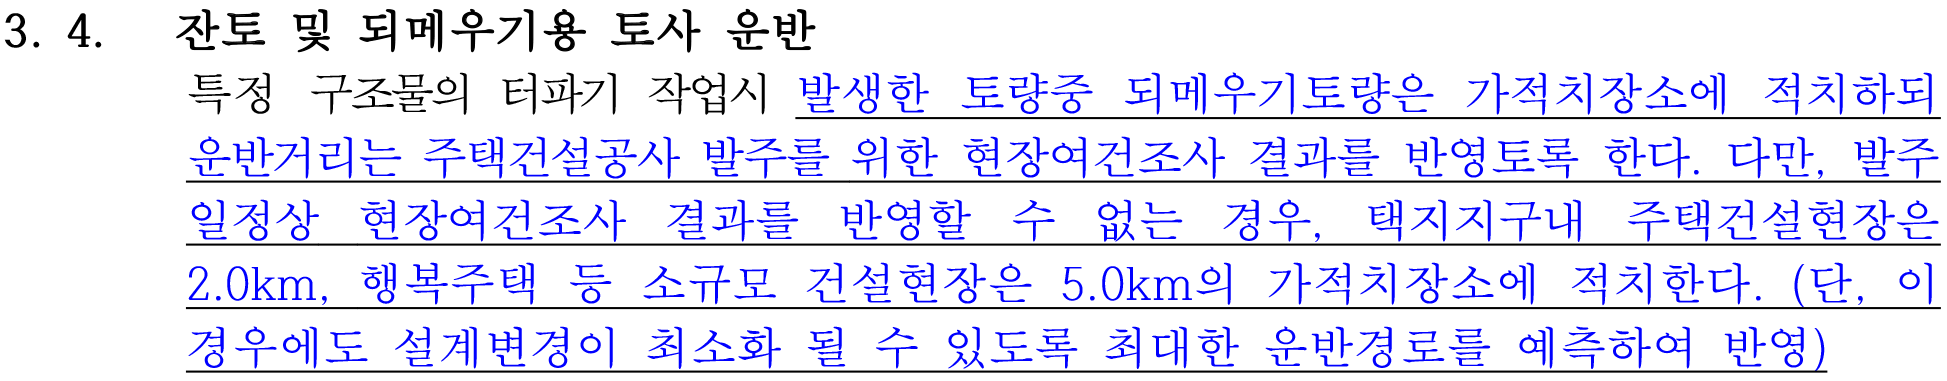 3. 4. 잔토 및 되메우기용 토사 운반
특정 구조물의 터파기 작업시 발생한 토량중 되메우기토량은 가적치장소에 적치하되
운반거리는 주택건설공사 발주를 위한 현장여건조사 결과를 반영토록 한다. 다만, 발주
일정상 현장여건조사 결과를 반영할 수 없는 경우, 택지지구내 주택건설현장은
2.0km, 행복주택 등 소규모 건설현장은 5.0km의 가적치장소에 적치한다. (단, 이
경우에도 설계변경이 최소화 될 수 있도록 최대한 운반경로를 예측하여 반영)